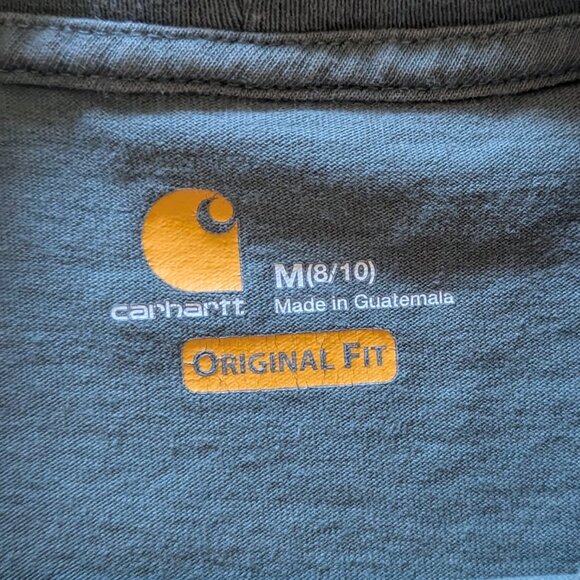 carhartt
M(8/10)
Made in Guatemala
ORIGINAL FIT